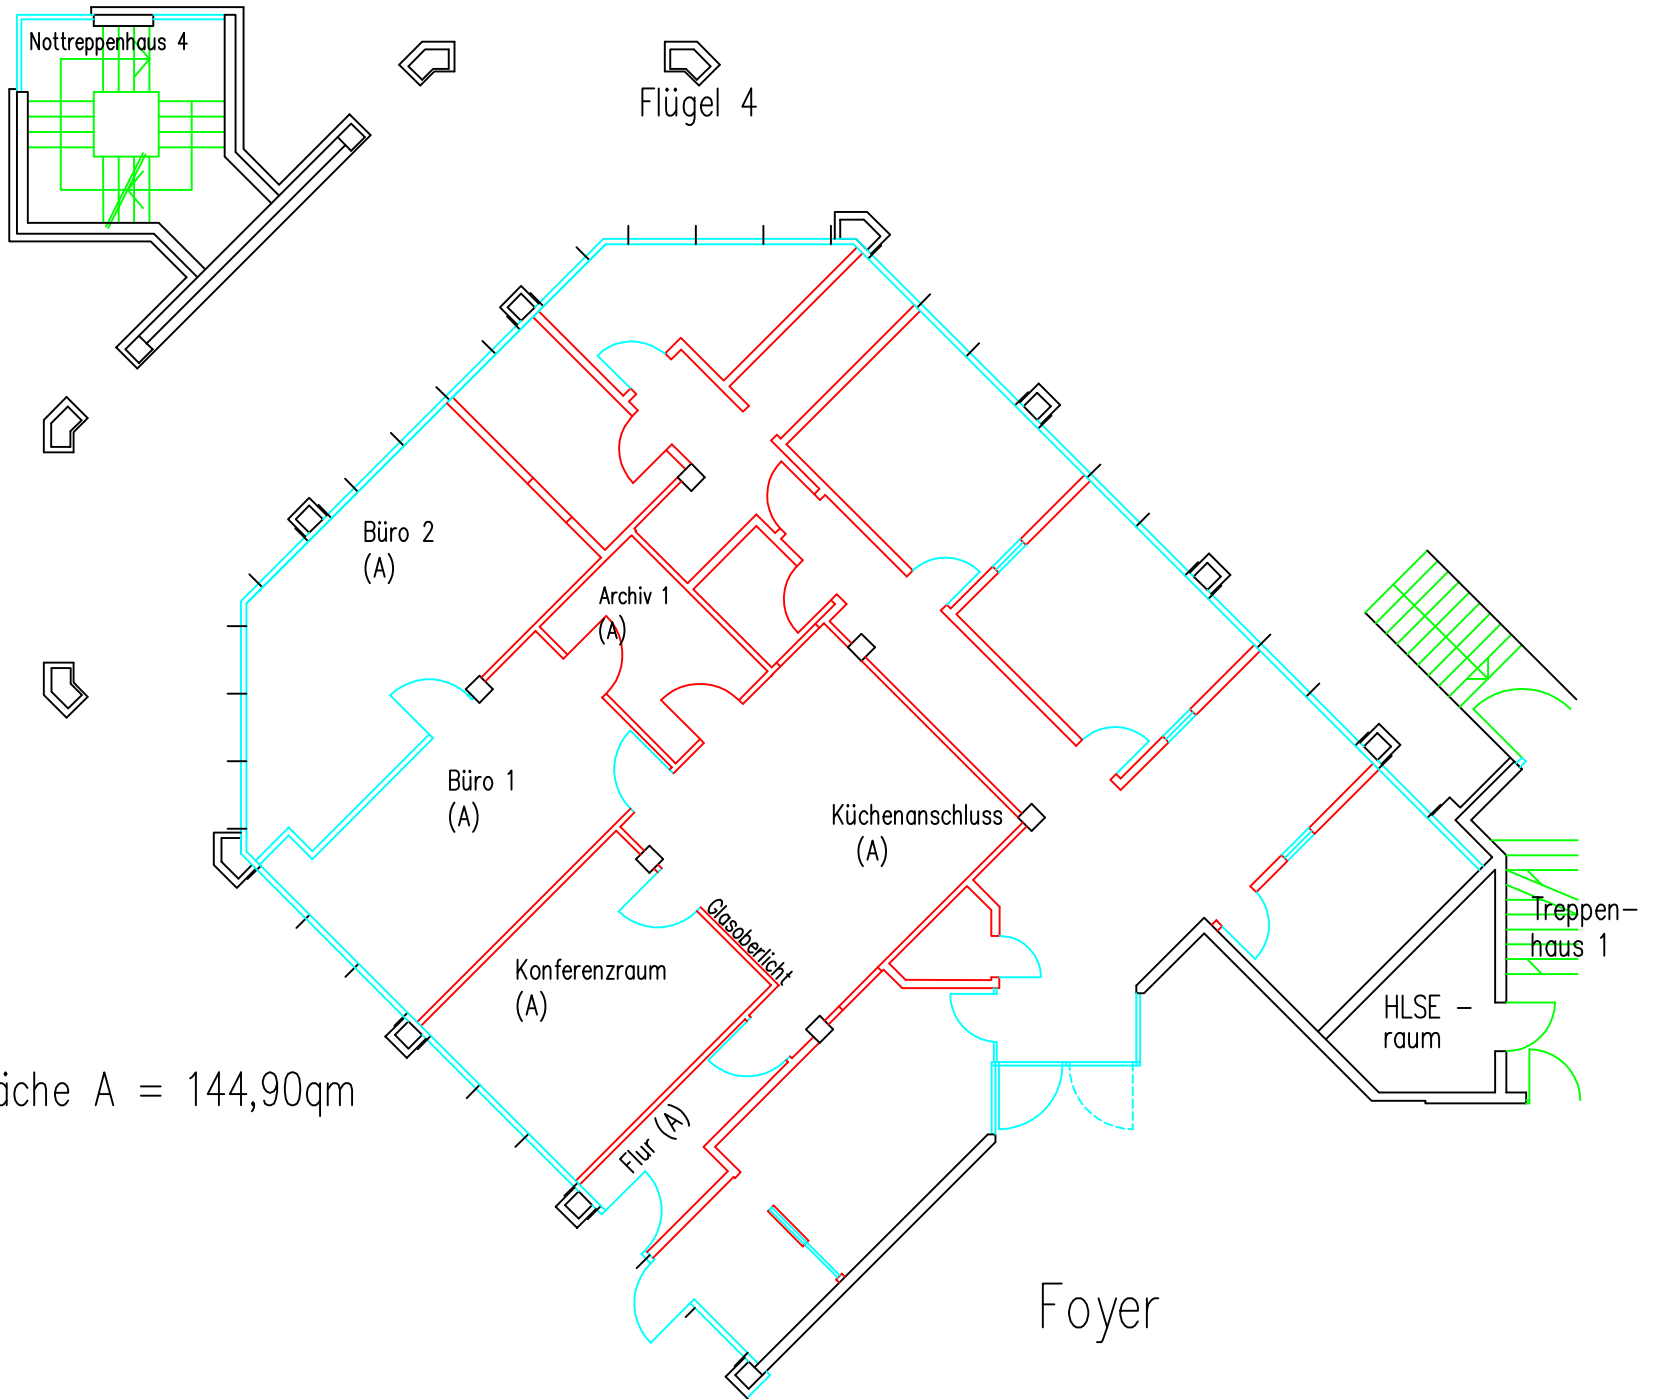 Nottreppenhaus 4
Flügel 4
Büro 2
(A)
Archiv 1
(A)
Büro 1
(A)
Küchenanschluss
(A)
Glasoberlicht
Konferenzraum
(A)
Treppen-
haus 1
HLSE -
raum
äche A = 144,90qm
Flur (A)
Foyer